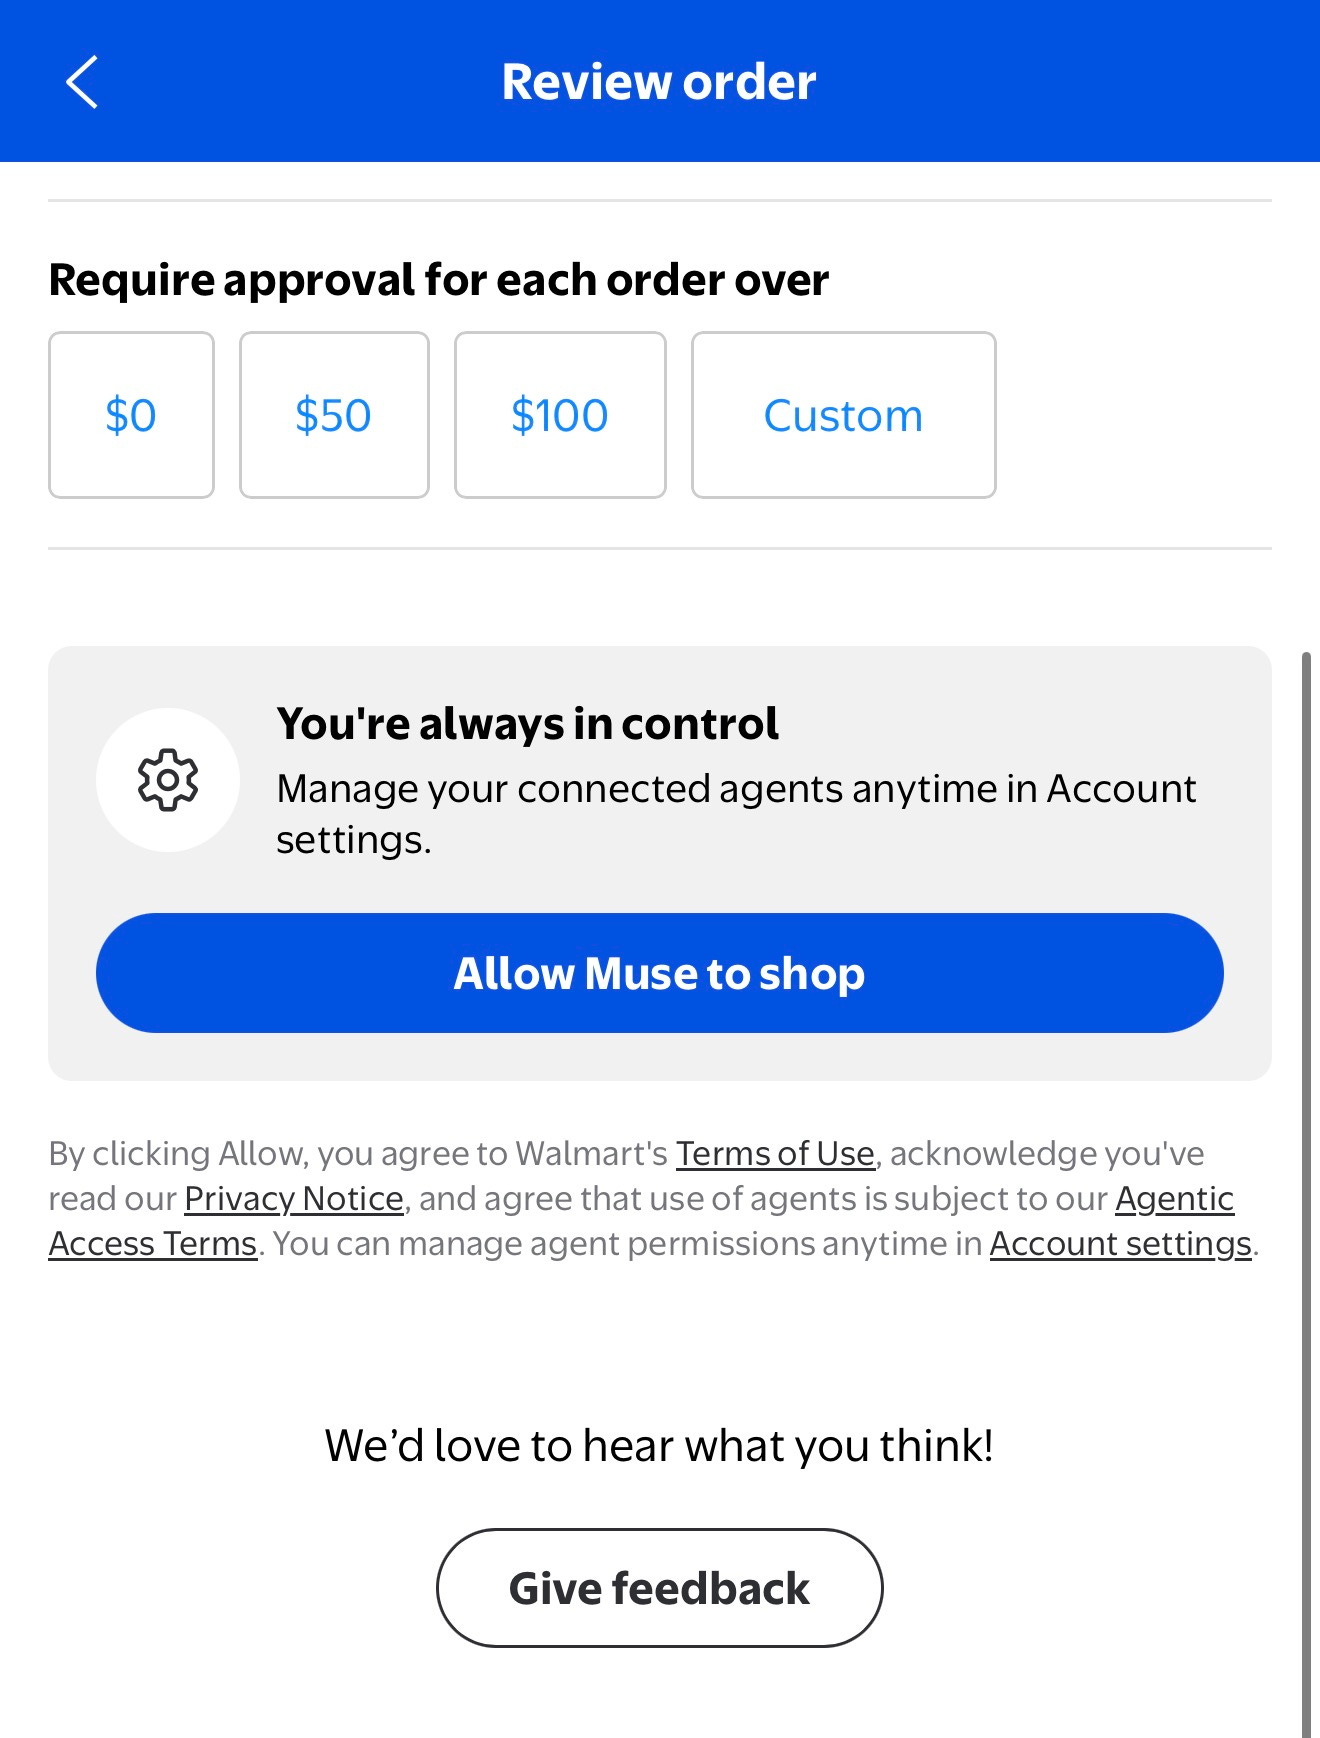 Review order
Require approval for each order over
$0 $50 $100 Custom
You're always in control
Manage your connected agents anytime in Account
settings.
Allow Muse to shop
By clicking Allow, you agree to Walmart's Terms of Use, acknowledge you've
read our Privacy Notice, and agree that use of agents is subject to our Agentic
Access Terms. You can manage agent permissions anytime in Account settings.
We’d love to hear what you think!
Give feedback